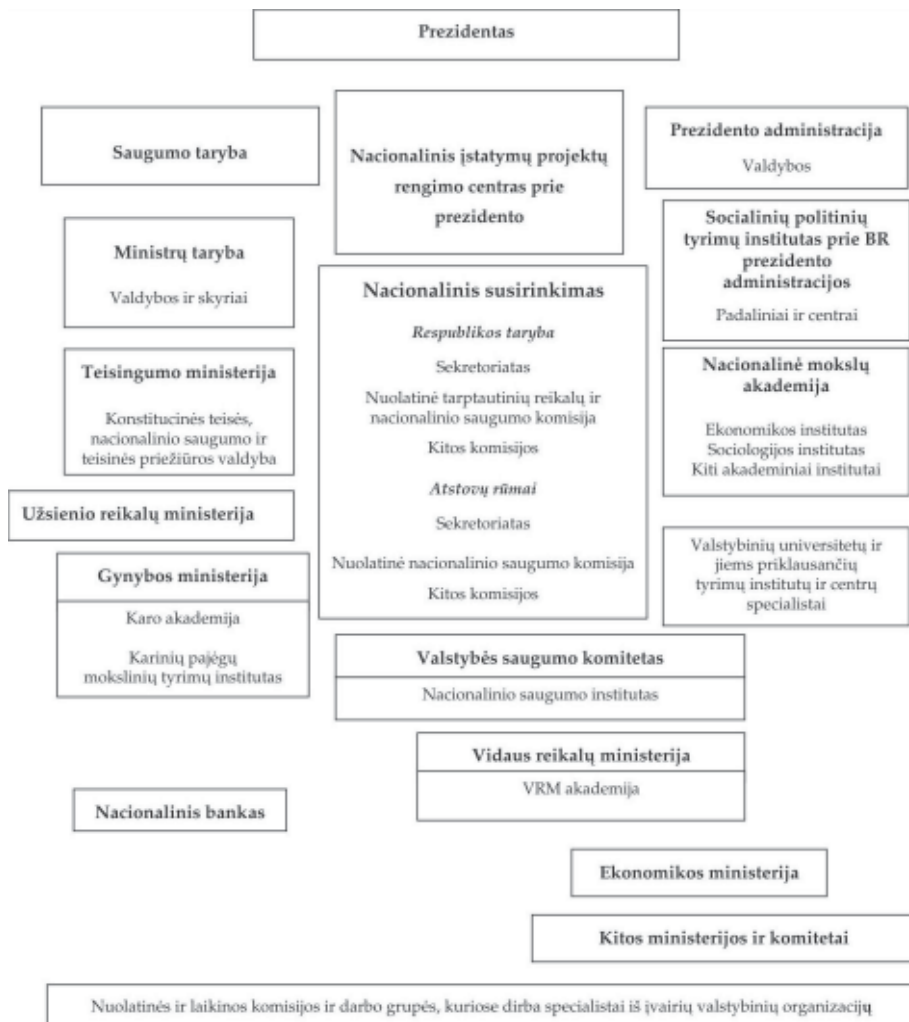 Prezidentas
Saugumo taryba
Nacionalinis įstatymų projektų
rengimo centras prie
prezidento
Prezidento administracija
Valdybos
Ministrų taryba
Valdybos ir skyriai
Socialinių politinių
tyrimų institutas prie BR
prezidento
administracijos
Padaliniai ir centrai
Nacionalinis susirinkimas
Respublikos taryba
Sekretoriatas
Nuolatinė tarptautinių reikalų ir
nacionalinio saugumo komisija
Kitos komisijos
Atstovų rūmai
Sekretoriatas
Nuolatinė nacionalinio saugumo komisija
Kitos komisijos
Teisingumo ministerija
Konstitucinės teisės,
nacionalinio saugumo ir
teisinės priežiūros valdyba
Nacionalinė mokslų
akademija
Ekonomikos institutas
Sociologijos institutas
Kiti akademiniai institutai
Užsienio reikalų ministerija
Valstybinių universitetų ir
jiems priklausančių
tyrimų institutų ir centrų
specialistai
Gynybos ministerija
Karo akademija
Karinių pajėgų
mokslinių tyrimų institutas
Valstybės saugumo komitetas
Nacionalinio saugumo institutas
Vidaus reikalų ministerija
VRM akademija
Nacionalinis bankas
Ekonomikos ministerija
Kitos ministerijos ir komitetai
Nuolatinės ir laikinos komisijos ir darbo grupės, kuriose dirba specialistai iš įvairių valstybinių organizacijų